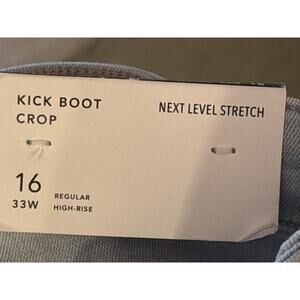 KICK BOOT
CROP
NEXT LEVEL STRETCH
16
33W
REGULAR
HIGH-RISE